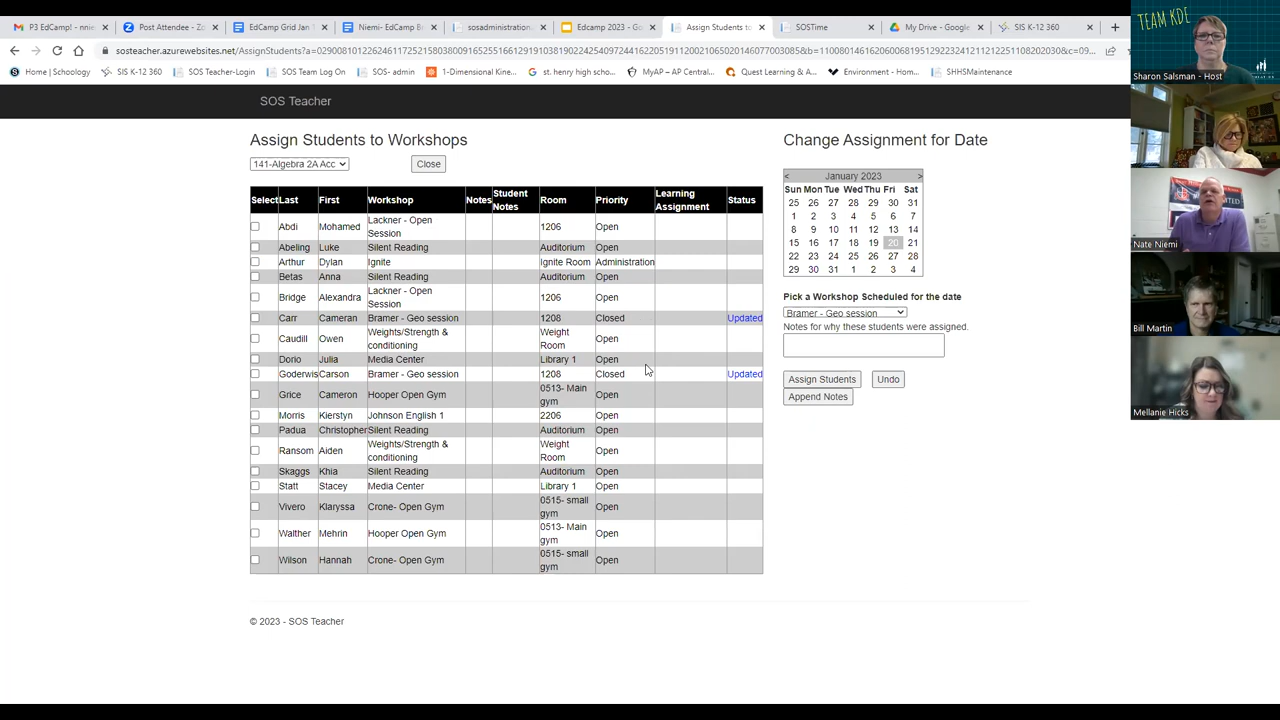 P3 EdCamp! - nnie
Post Attendee - Zo
EdCamp Grid Jan 1
Niemi- EdCamp B
sosadministration.
Edcamp 2023 - Go
Assign Students to
SOSTime
My Drive - Google
SIS K-12 360
Home | Schoology
SIS K-12 360
SOS Teacher-Login
SOS Team Log On
SOS- admin
1-Dimensional Kine...
st. henry high scho...
MyAP – AP Central...
Quest Learning & A...
Environment - Hom...
SHHSMaintenance
SOS Teacher
Assign Students to Workshops
141-Algebra 2A Acc
Close
Select Last First Workshop Notes Student Notes Room Priority Learning Assignment Status
Abdi Mohamed Lackner - Open Session 1206 Open
Abeling Luke Silent Reading Auditorium Open
Arthur Dylan Ignite Ignite Room Administration
Betas Anna Silent Reading Auditorium Open
Bridge Alexandra Lackner - Open Session 1206 Open
Carr Cameran Bramer - Geo session 1208 Closed Updated
Caudill Owen Weights/Strength & conditioning Weight Room Open
Dorio Julia Media Center Library 1 Open
Goderwis Carson Bramer - Geo session 1208 Closed Updated
Grice Cameron Hooper Open Gym 0513- Main gym Open
Morris Kierstyn Johnson English 1 2206 Open
Padua Christopher Silent Reading Auditorium Open
Ransom Aiden Weights/Strength & conditioning Weight Room Open
Skaggs Khia Silent Reading Auditorium Open
Statt Stacey Media Center Library 1 Open
Vivero Klaryssa Crone- Open Gym 0515- small gym Open
Walther Mehrin Hooper Open Gym 0513- Main gym Open
Wilson Hannah Crone- Open Gym 0515- small gym Open
© 2023 - SOS Teacher
Change Assignment for Date
< January 2023 >
Sun Mon Tue Wed Thu Fri Sat
25 26 27 28 29 30 31
1 2 3 4 5 6 7
8 9 10 11 12 13 14
15 16 17 18 19 20 21
22 23 24 25 26 27 28
29 30 31 1 2 3 4
Pick a Workshop Scheduled for the date
Bramer - Geo session
Notes for why these students were assigned.
Assign Students
Undo
Append Notes
TEAM KDE
Sharon Salsman - Host
Nate Niemi
Bill Martin
Mellanie Hicks